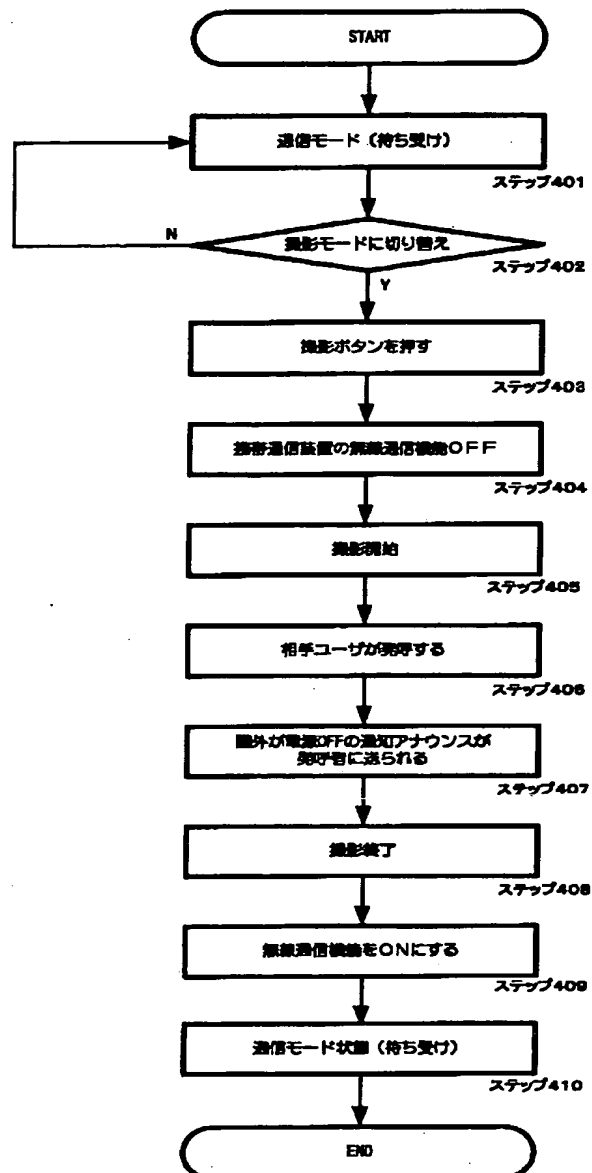 START
通信モード（待ち受け）
ステップ401
撮影モードに切り替え
ステップ402
N
Y
撮影ボタンを押す
ステップ403
携帯通信装置の無線通信機能OFF
ステップ404
撮影開始
ステップ405
相手ユーザが発呼する
ステップ406
圏外か電源OFFの通知アナウンスが
発呼者に送られる
ステップ407
撮影終了
ステップ408
無線通信機能をONにする
ステップ409
通信モード状態（待ち受け）
ステップ410
END